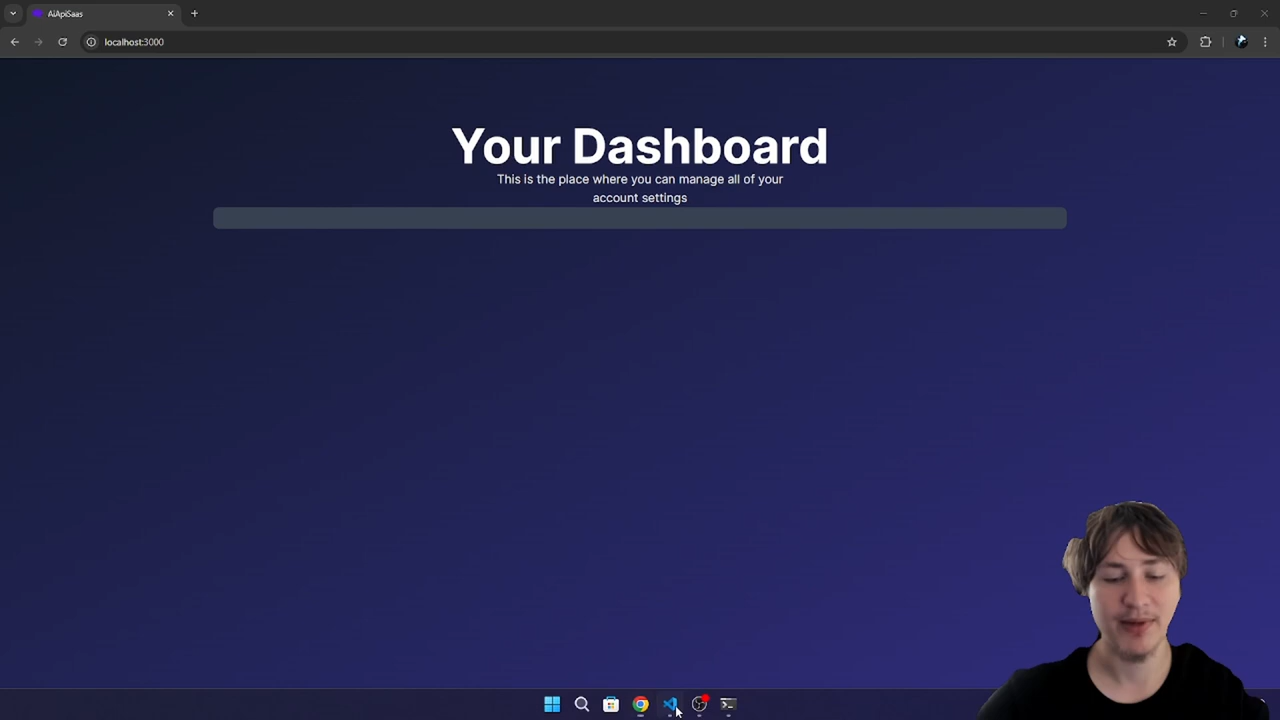 AiApiSaas
localhost:3000
Your Dashboard
This is the place where you can manage all of your
account settings